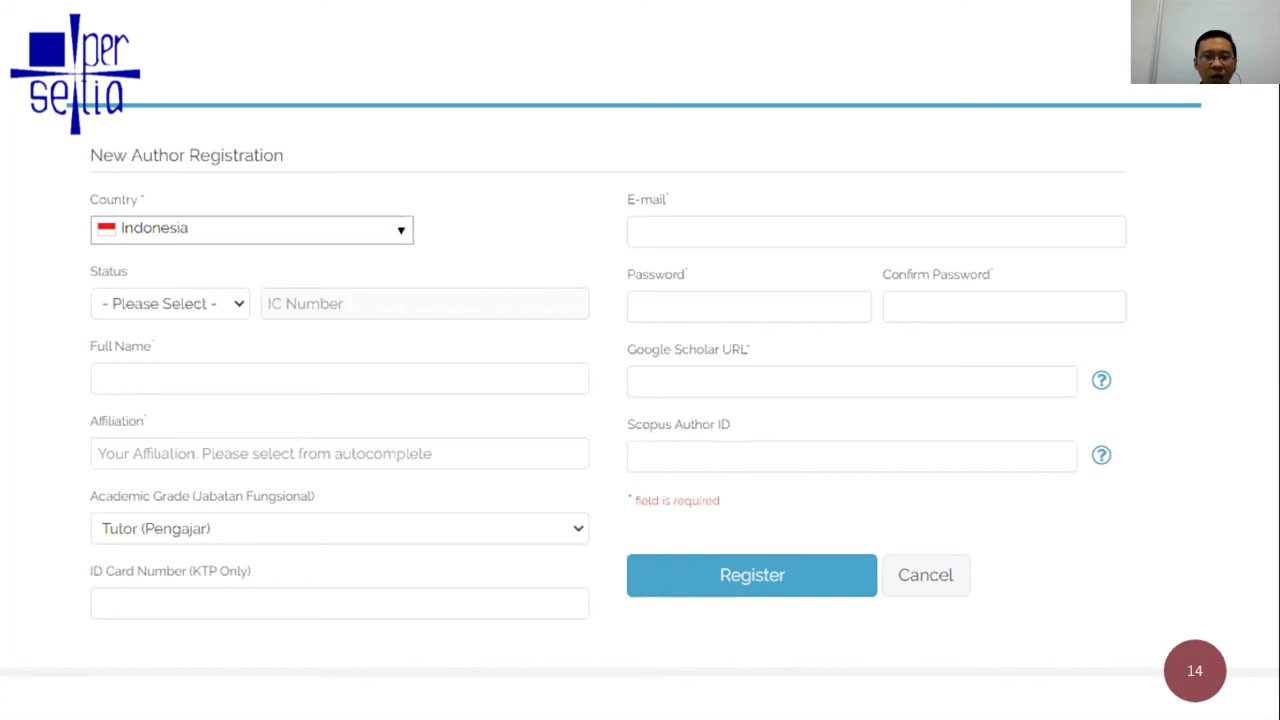 per
setia
New Author Registration
Country *
Indonesia
Status
- Please Select -
IC Number
Full Name*
Affiliation*
Your Affiliation. Please select from autocomplete
Academic Grade (Jabatan Fungsional)
Tutor (Pengajar)
ID Card Number (KTP Only)
E-mail*
Password*
Confirm Password*
Google Scholar URL*
?
Scopus Author ID
?
* field is required
Register
Cancel
14